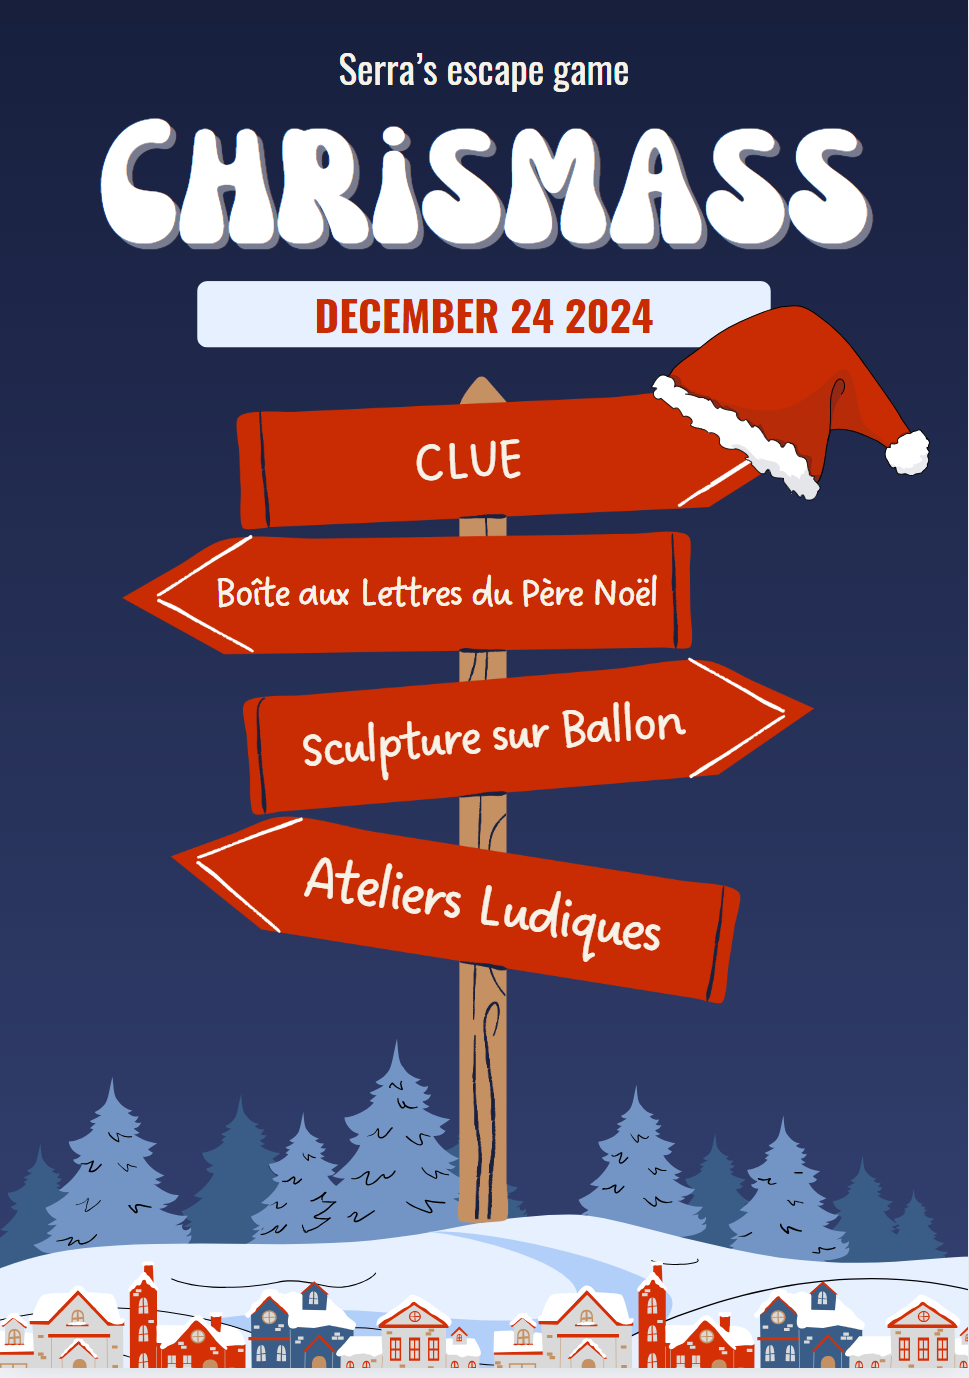 Serra’s escape game
CHRiSMASS
DECEMBER 24 2024
CLUE
Boîte aux Lettres du Père Noël
Sculpture sur Ballon
Ateliers Ludiques